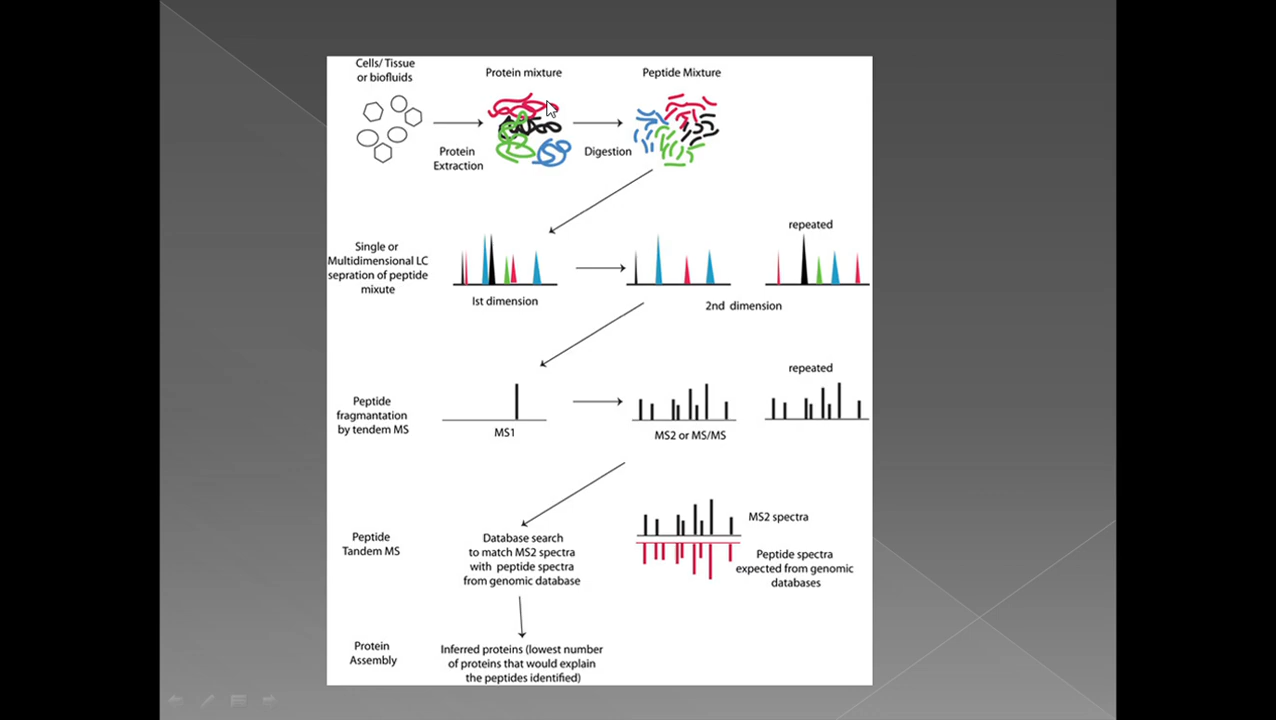 Cells/ Tissue
or biofluids
Protein mixture
Peptide Mixture
Protein
Extraction
Digestion
Single or
Multidimensional LC
sepration of peptide
mixute
Ist dimension
repeated
2nd dimension
Peptide
fragmantation
by tendem MS
MS1
MS2 or MS/MS
repeated
Peptide
Tandem MS
Database search
to match MS2 spectra
with peptide spectra
from genomic database
MS2 spectra
Peptide spectra
expected from genomic
databases
Protein
Assembly
Inferred proteins (lowest number
of proteins that would explain
the peptides identified)